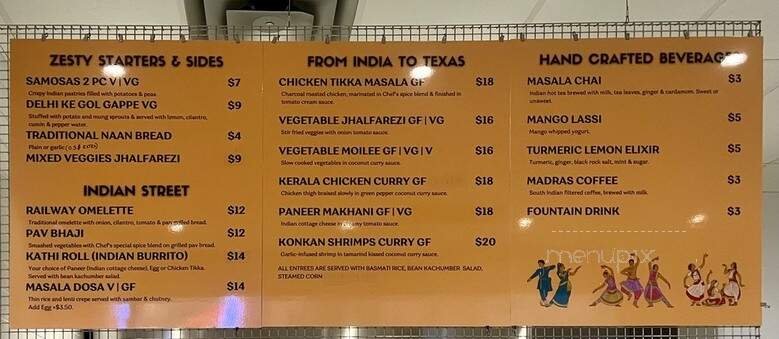 ZESTY STARTERS & SIDES
SAMOSAS 2 PC V | VG $7
Crispy Indian pastries filled with potatoes & peas.
DELHI KE GOL GAPPE VG $9
Stuffed with potato and mung sprouts & served with lemon, cilantro,
cumin & pepper water.
TRADITIONAL NAAN BREAD $4
Plain or garlic (0.5 $ EXTRA)
MIXED VEGGIES JHALFAREZI $9
INDIAN STREET
RAILWAY OMELETTE $12
Traditional omelette with onion, cilantro, tomato & pan grilled bread.
PAV BHAJI $12
Smashed vegetables with Chef's special spice blend on grilled pav bread.
KATHI ROLL (INDIAN BURRITO) $14
Your choice of Paneer (Indian cottage cheese), Egg or Chicken Tikka.
Served with bean kachumber salad.
MASALA DOSA V | GF $14
Thin rice and lentil crepe served with sambar & chutney.
Add Egg +$3.50.
FROM INDIA TO TEXAS
CHICKEN TIKKA MASALA GF $18
Charcoal roasted chicken, marinated in Chef's spice blend & finished in
tomato cream sauce.
VEGETABLE JHALFAREZI GF | VG $16
Stir fried veggies with onion tomato sauce.
VEGETABLE MOILEE GF | VG | V $16
Slow cooked vegetables in coconut curry sauce.
KERALA CHICKEN CURRY GF $18
Chicken thigh braised slowly in green pepper coconut curry sauce.
PANEER MAKHANI GF | VG $18
Indian cottage cheese in creamy tomato sauce.
KONKAN SHRIMPS CURRY GF $20
Garlic-infused shrimp in tamarind kissed coconut curry sauce.
ALL ENTREES ARE SERVED WITH BASMATI RICE, BEAN KACHUMBER SALAD,
STEAMED CORN
HAND CRAFTED BEVERAGES
MASALA CHAI $3
Indian hot tea brewed with milk, tea leaves, ginger & cardamom. Sweet or
unsweet.
MANGO LASSI $5
Mango whipped yogurt.
TURMERIC LEMON ELIXIR $5
Turmeric, ginger, black rock salt, mint & sugar.
MADRAS COFFEE $3
South Indian filtered coffee, brewed with milk.
FOUNTAIN DRINK $3
menupix